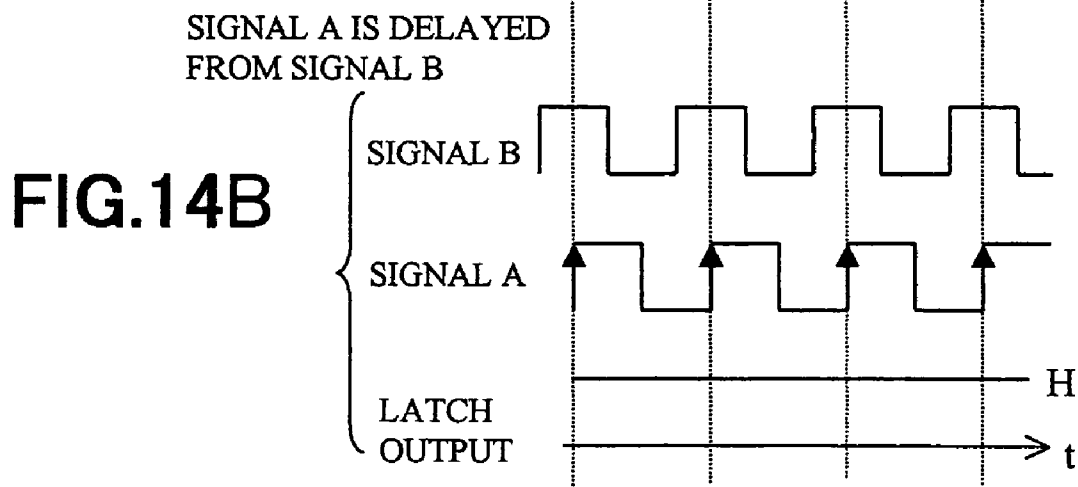 SIGNAL A IS DELAYED
FROM SIGNAL B
SIGNAL B
FIG.14B
SIGNAL A
H
LATCH
OUTPUT
t